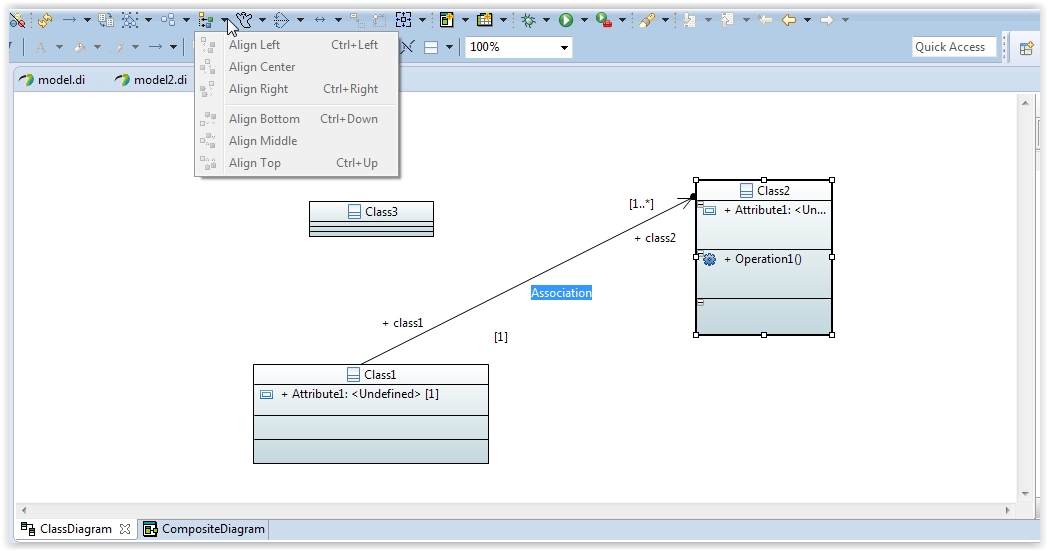 100%
Quick Access
Align Left Ctrl+Left
Align Center
Align Right Ctrl+Right
Align Bottom Ctrl+Down
Align Middle
Align Top Ctrl+Up
model.di
model2.di
Class3
Class2
+ Attribute1: <Un...
+ Operation1()
[1..*]
+ class2
Association
+ class1
[1]
Class1
+ Attribute1: <Undefined> [1]
ClassDiagram
CompositeDiagram